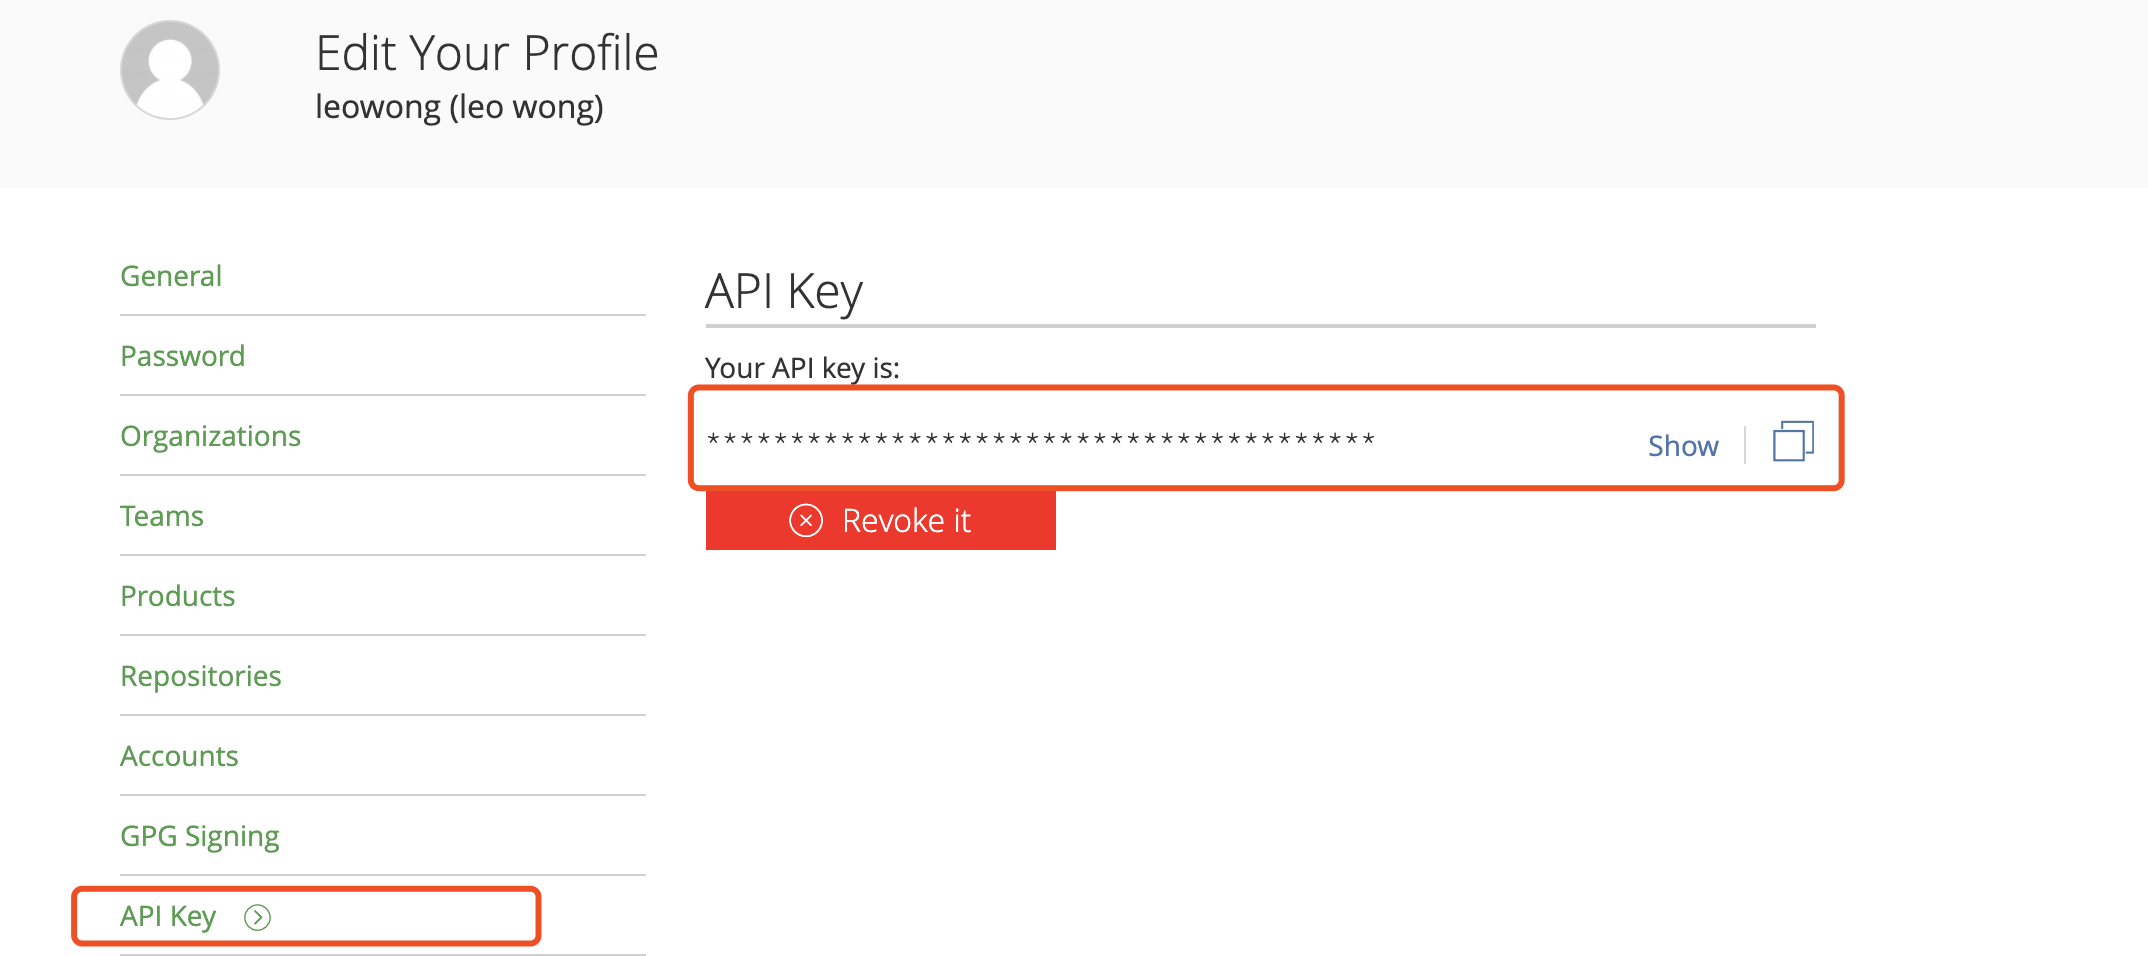 Edit Your Profile
leowong (leo wong)
General
Password
Organizations
Teams
Products
Repositories
Accounts
GPG Signing
API Key
API Key
Your API key is:
****************************************
Show
Revoke it